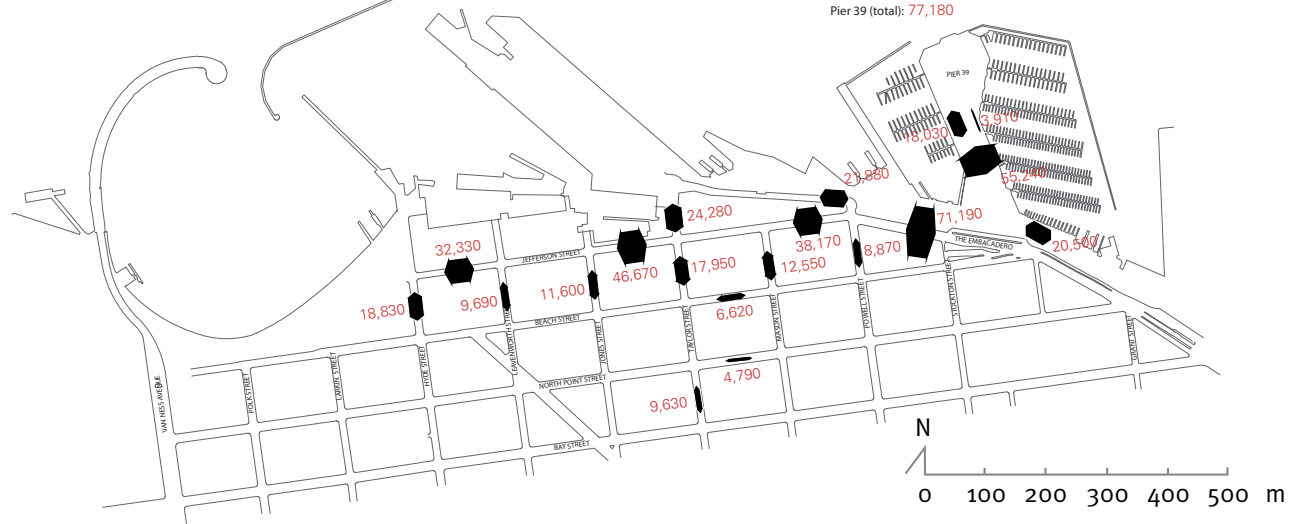 Pier 39 (total): 77,180
PIER 39
3,910
18,030
55,240
21,880
24,280
71,190
38,170
THE EMBACADERO
20,500
32,330
JEFFERSON STREET
46,670
17,950
12,550
8,870
18,830
9,690
11,600
6,620
BEACH STREET
LEAVENWORTH STREET
JONES STREET
TAYLOR STREET
MASON STREET
POWELL STREET
STOCKTON STREET
GRANT STREET
VAN NESS AVENUE
POLK STREET
LARKIN STREET
HYDE STREET
NORTH POINT STREET
4,790
9,630
BAY STREET
N
0 100 200 300 400 500 m